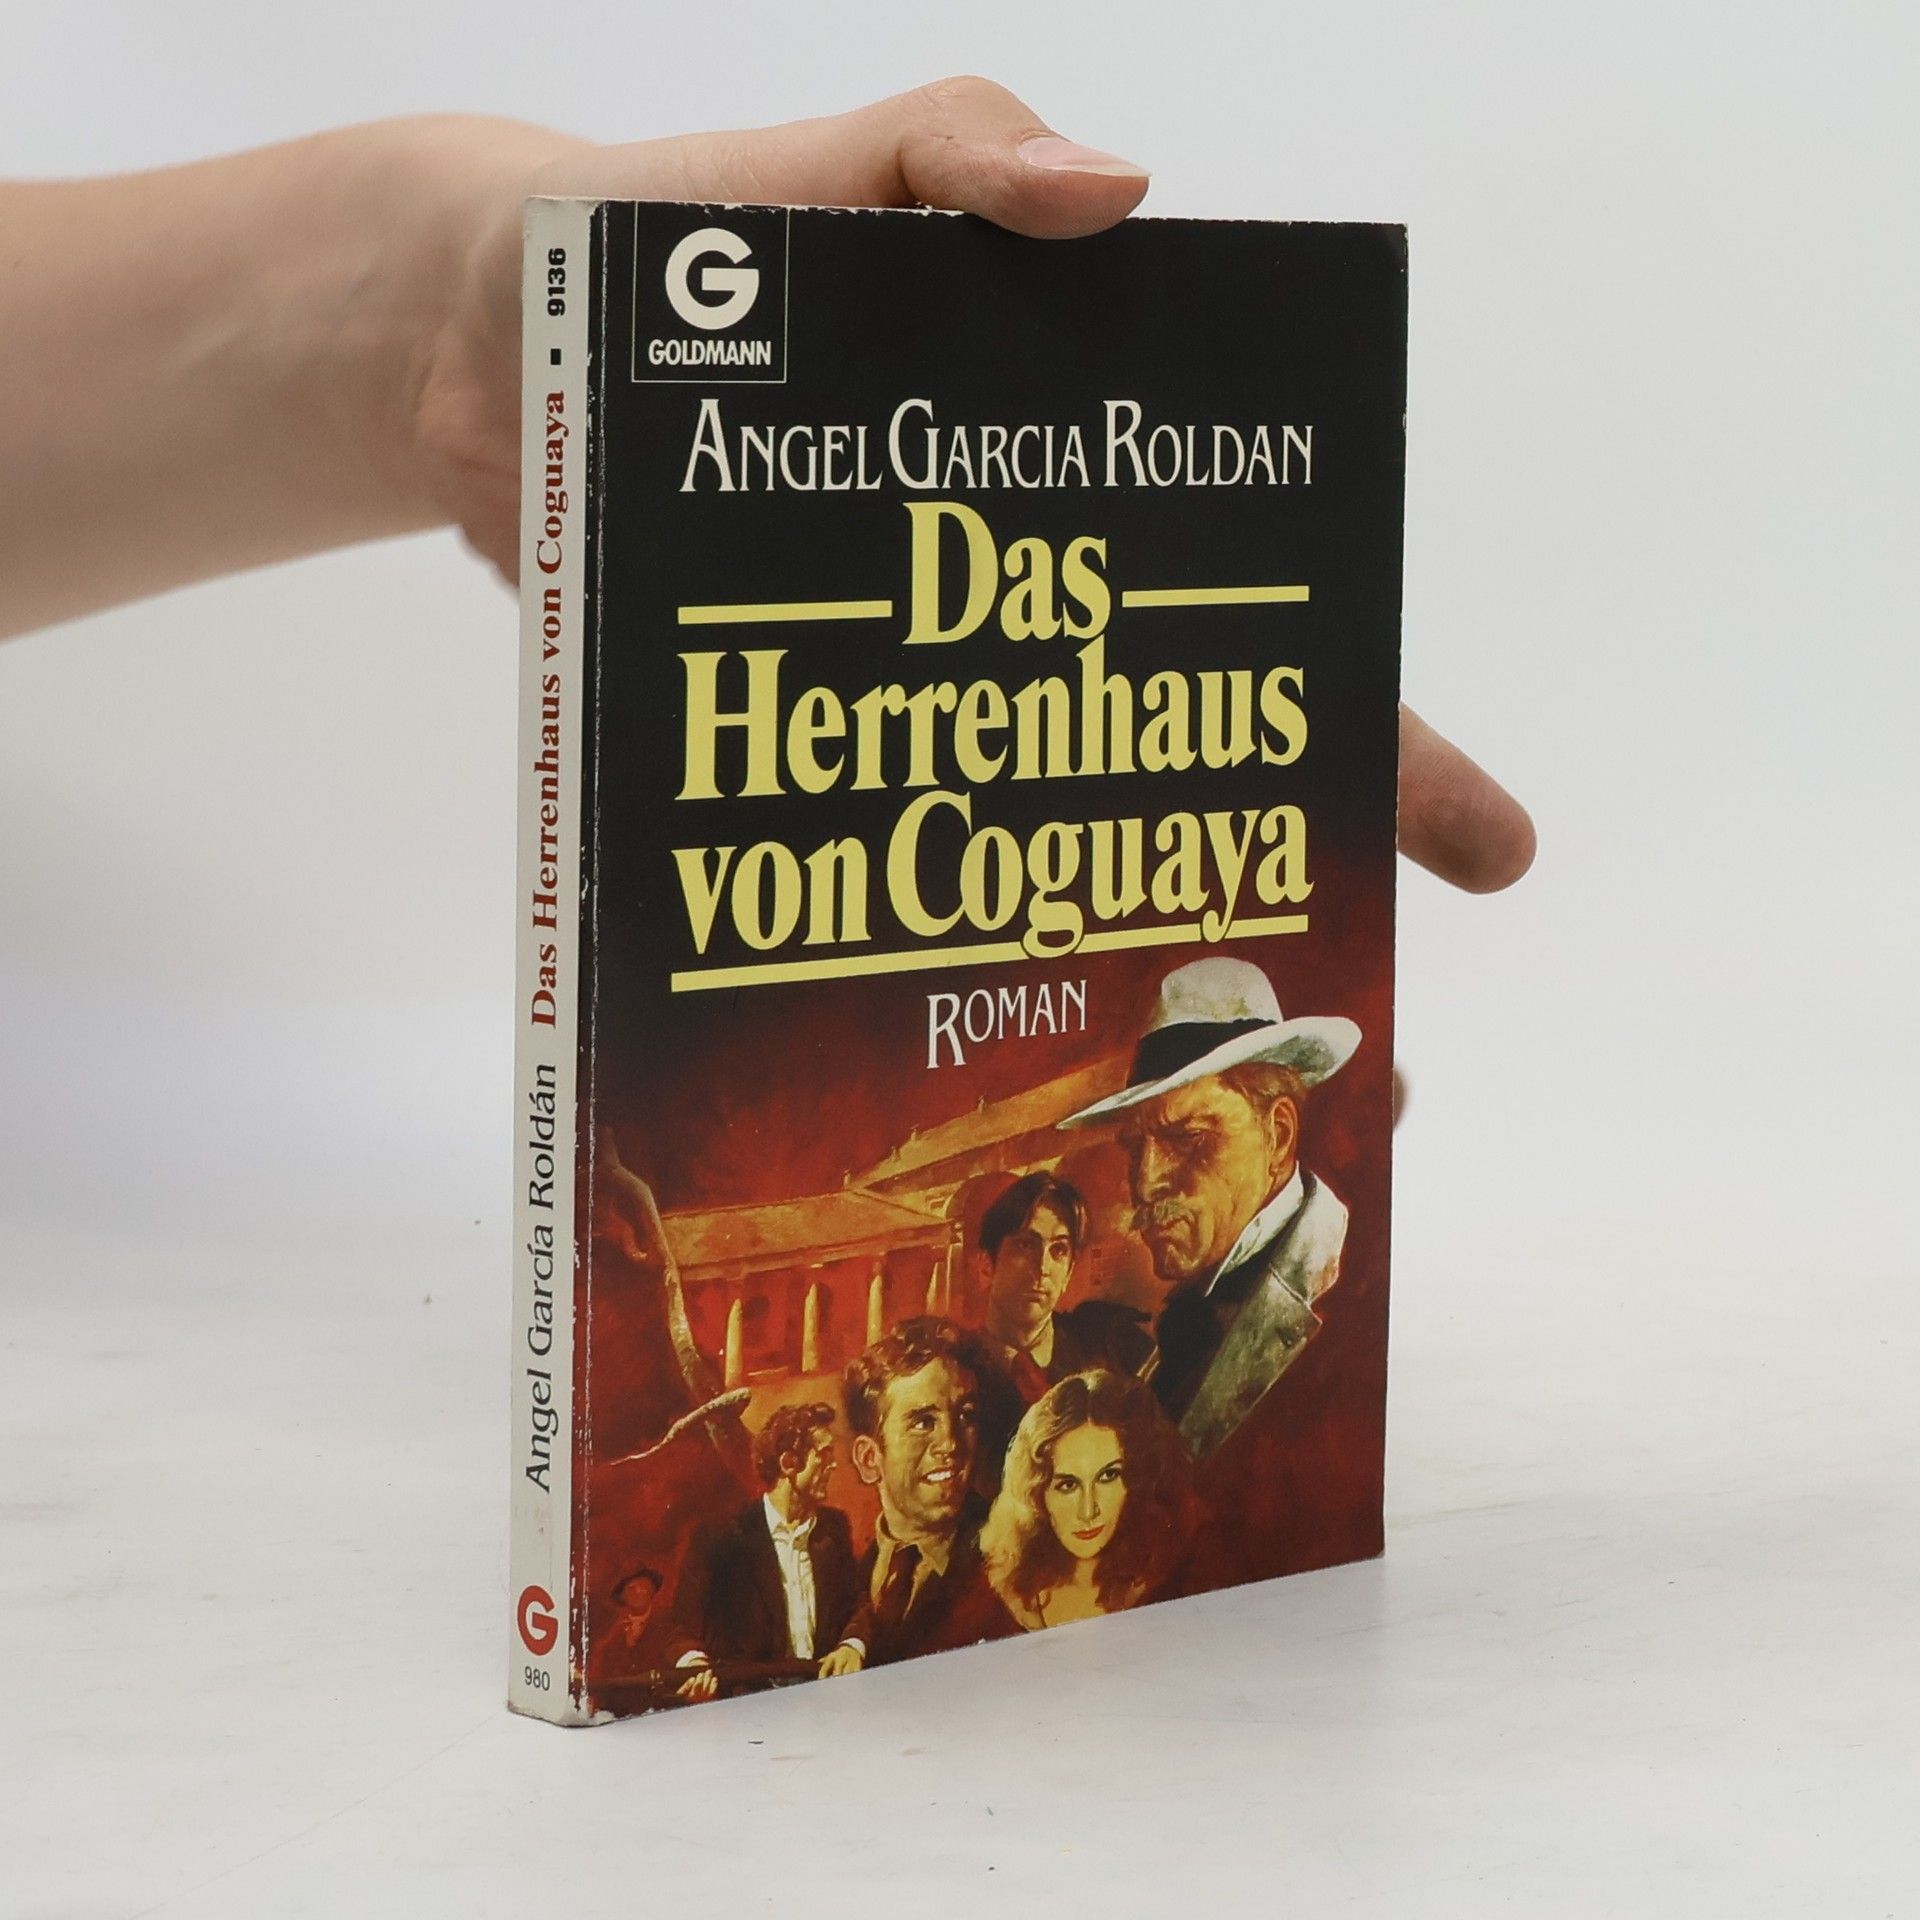 G
GOLDMANN
ANGEL GARCIA ROLDAN
Das
Herrenhaus
von Coguaya
ROMAN
Angel García Roldán Das Herrenhaus von Coguaya ■ 9136
G
980